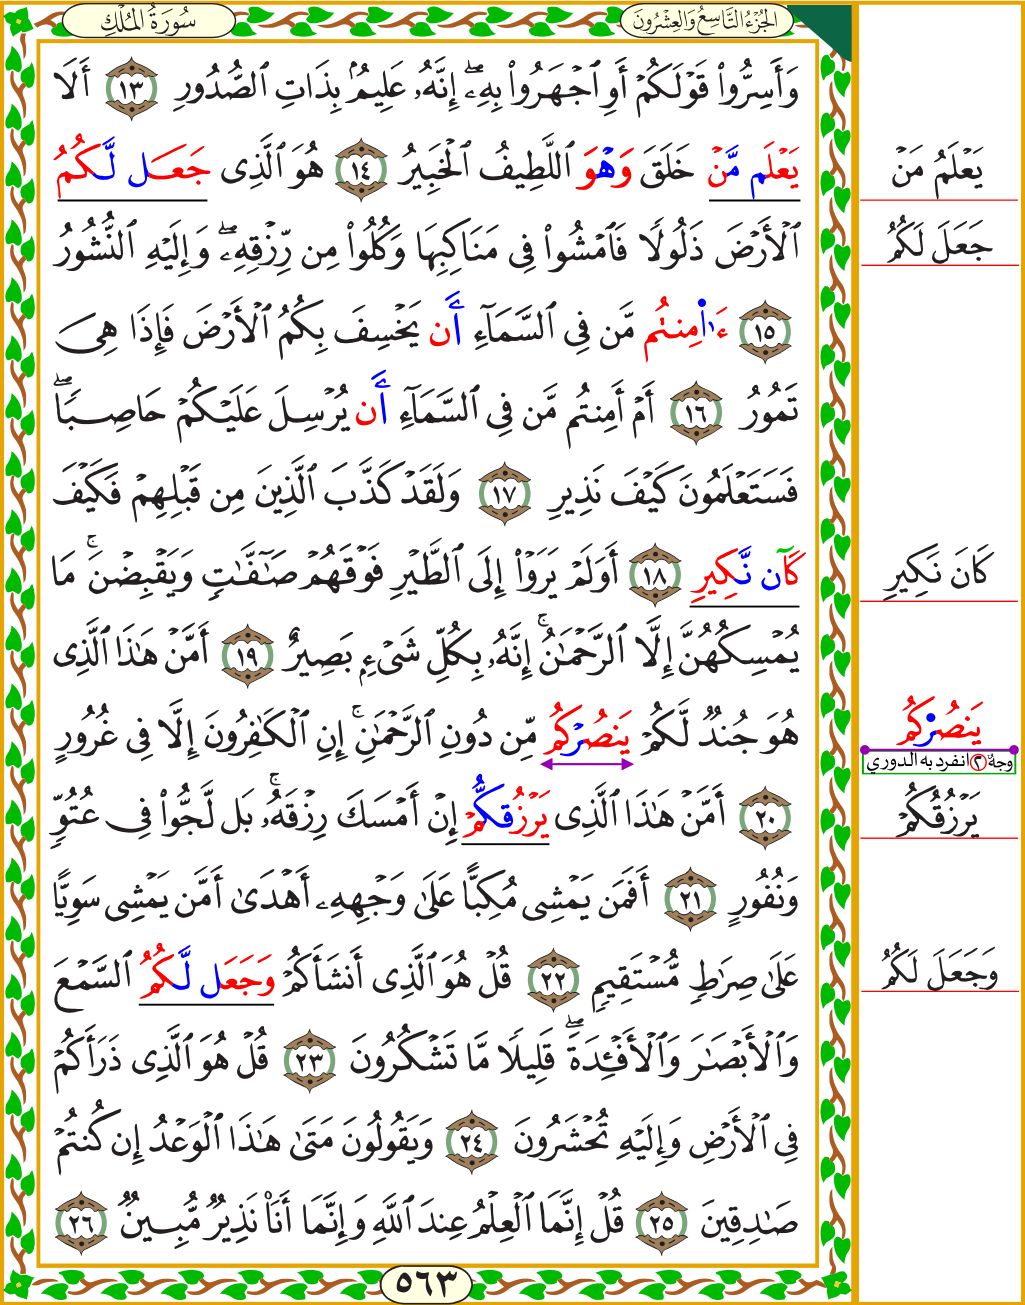 الجُزْءُ التَّاسِعُ وَالعِشْرُونَ
سُورَةُ المُلْكِ
وَأَسِرُّواْ قَوْلَكُمْ أَوِ ٱجْهَرُواْ بِهِۦٓۖ إِنَّهُۥ عَلِيمُۢ بِذَاتِ ٱلصُّدُورِ ١٣ أَلَا
يَعْلَم مَّنْ خَلَقَ وَهْوَ ٱللَّطِيفُ ٱلْخَبِيرُ ١٤ هُوَ ٱلَّذِى جَعَل لَّكُمُ
ٱلْأَرْضَ ذَلُولًا فَٱمْشُواْ فِى مَنَاكِبِهَا وَكُلُواْ مِن رِّزْقِهِۦۖ وَإِلَيْهِ ٱلنُّشُورُ
١٥ ءَا۬مِنتُم مَّن فِى ٱلسَّمَآءِ أَن يَخْسِفَ بِكُمُ ٱلْأَرْضَ فَإِذَا هِىَ
تَمُورُ ١٦ أَمْ أَمِنتُم مَّن فِى ٱلسَّمَآءِ أَن يُرْسِلَ عَلَيْكُمْ حَاصِبًاۖ
فَسَتَعْلَمُونَ كَيْفَ نَذِيرِ ١٧ وَلَقَدْ كَذَّبَ ٱلَّذِينَ مِن قَبْلِهِمْ فَكَيْفَ
كَآن نَّكِيرِ ١٨ أَوَلَمْ يَرَوْاْ إِلَى ٱلطَّيْرِ فَوْقَهُمْ صَٰٓفَّٰتٍ وَيَقْبِضْنَۚ مَا
يُمْسِكُهُنَّ إِلَّا ٱلرَّحْمَٰنُۚ إِنَّهُۥ بِكُلِّ شَىْءِۭ بَصِيرٌ ١٩ أَمَّنْ هَٰذَا ٱلَّذِى
هُوَ جُندٌ لَّكُمْ يَنصُرْكُم مِّن دُونِ ٱلرَّحْمَٰنِۚ إِنِ ٱلْكَٰفِرُونَ إِلَّا فِى غُرُورٍ
٢٠ أَمَّنْ هَٰذَا ٱلَّذِى يَرْزُقكُّمْ إِنْ أَمْسَكَ رِزْقَهُۥۚ بَل لَّجُّواْ فِى عُتُوٍّ
وَنُفُورٍ ٢١ أَفَمَن يَمْشِى مُكِبًّا عَلَىٰ وَجْهِهِۦٓ أَهْدَىٰ أَمَّن يَمْشِى سَوِيًّا
عَلَىٰ صِرَٰطٍ مُّسْتَقِيمٍ ٢٢ قُلْ هُوَ ٱلَّذِى أَنشَأَكُمْ وَجَعَل لَّكُمُ ٱلسَّمْعَ
وَٱلْأَبْصَٰرَ وَٱلْأَفْـِٔدَةَۖ قَلِيلًا مَّا تَشْكُرُونَ ٢٣ قُلْ هُوَ ٱلَّذِى ذَرَأَكُمْ
فِى ٱلْأَرْضِ وَإِلَيْهِ تُحْشَرُونَ ٢٤ وَيَقُولُونَ مَتَىٰ هَٰذَا ٱلْوَعْدُ إِن كُنتُمْ
صَٰدِقِينَ ٢٥ قُلْ إِنَّمَا ٱلْعِلْمُ عِندَ ٱللَّهِ وَإِنَّمَا أَنَا۠ نَذِيرٌ مُّبِينٌ ٢٦
٥٦٣
يَعْلَمُ مَنْ
جَعَلَ لَكُمُ
كَانَ نَكِيرِ
يَنصُرْكُم
وجهٌ ٢ انفرد به الدوري
يَرْزُقُكُمْ
وَجَعَلَ لَكُمُ